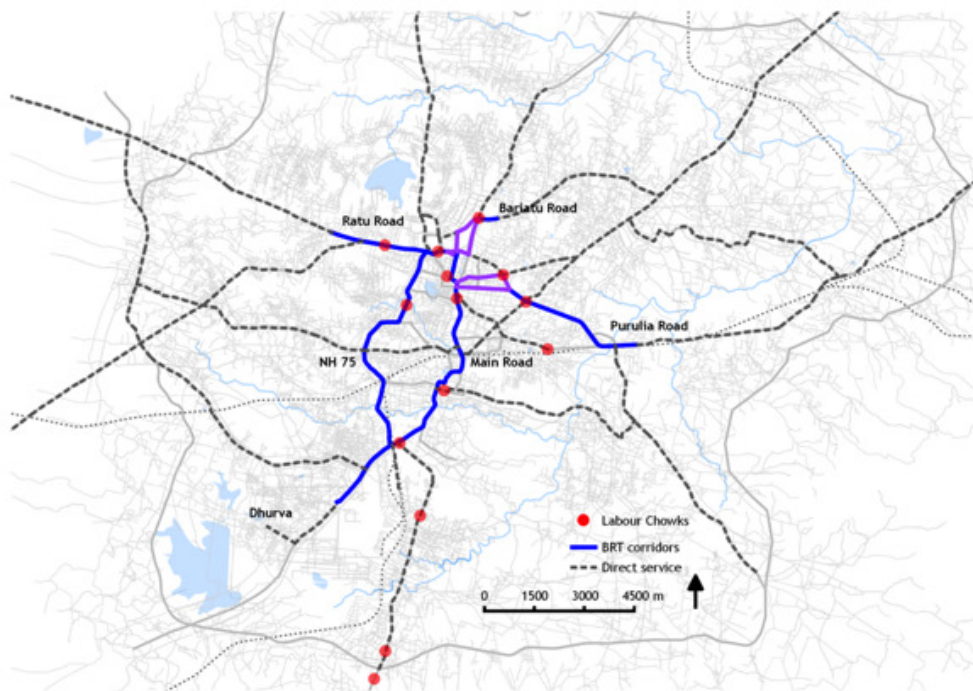 Bariatu Road
Ratu Road
Purulia Road
NH 75
Main Road
Dhurva
Labour Chowks
BRT corridors
Direct service
0 1500 3000 4500 m